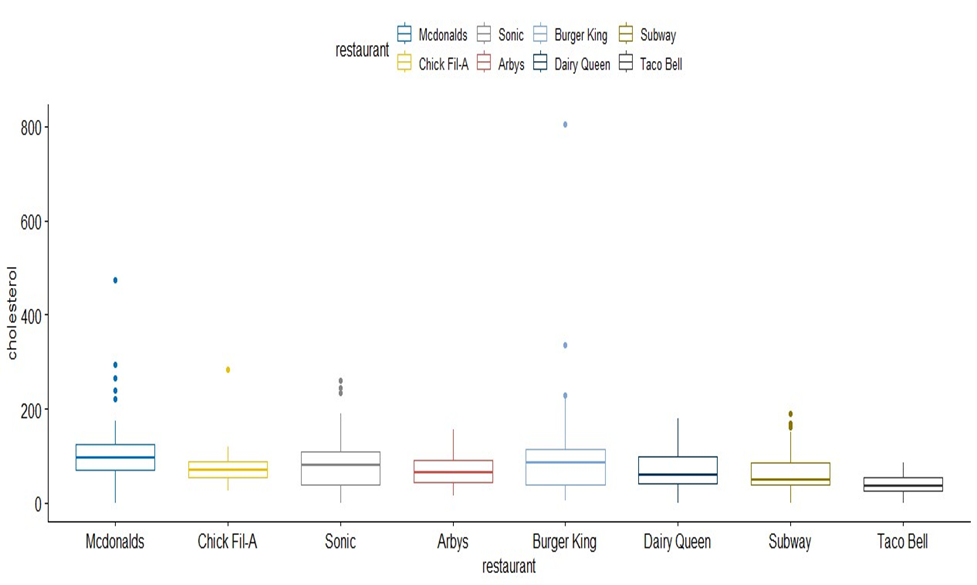 restaurant
Mcdonalds Sonic Burger King Subway
Chick Fil-A Arbys Dairy Queen Taco Bell
cholesterol
800
600
400
200
0
Mcdonalds Chick Fil-A Sonic Arbys Burger King Dairy Queen Subway Taco Bell
restaurant